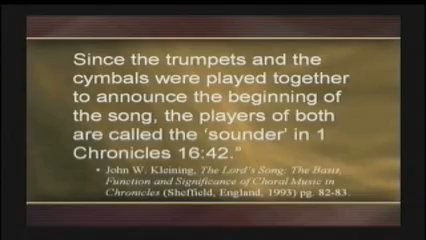 Since the trumpets and the
cymbals were played together
to announce the beginning of
the song, the players of both
are called the ‘sounder’ in 1
Chronicles 16:42.”
• John W. Kleining, The Lord's Song: The Basis,
Function and Significance of Choral Music in
Chronicles (Sheffield, England, 1993) pg. 82-83.